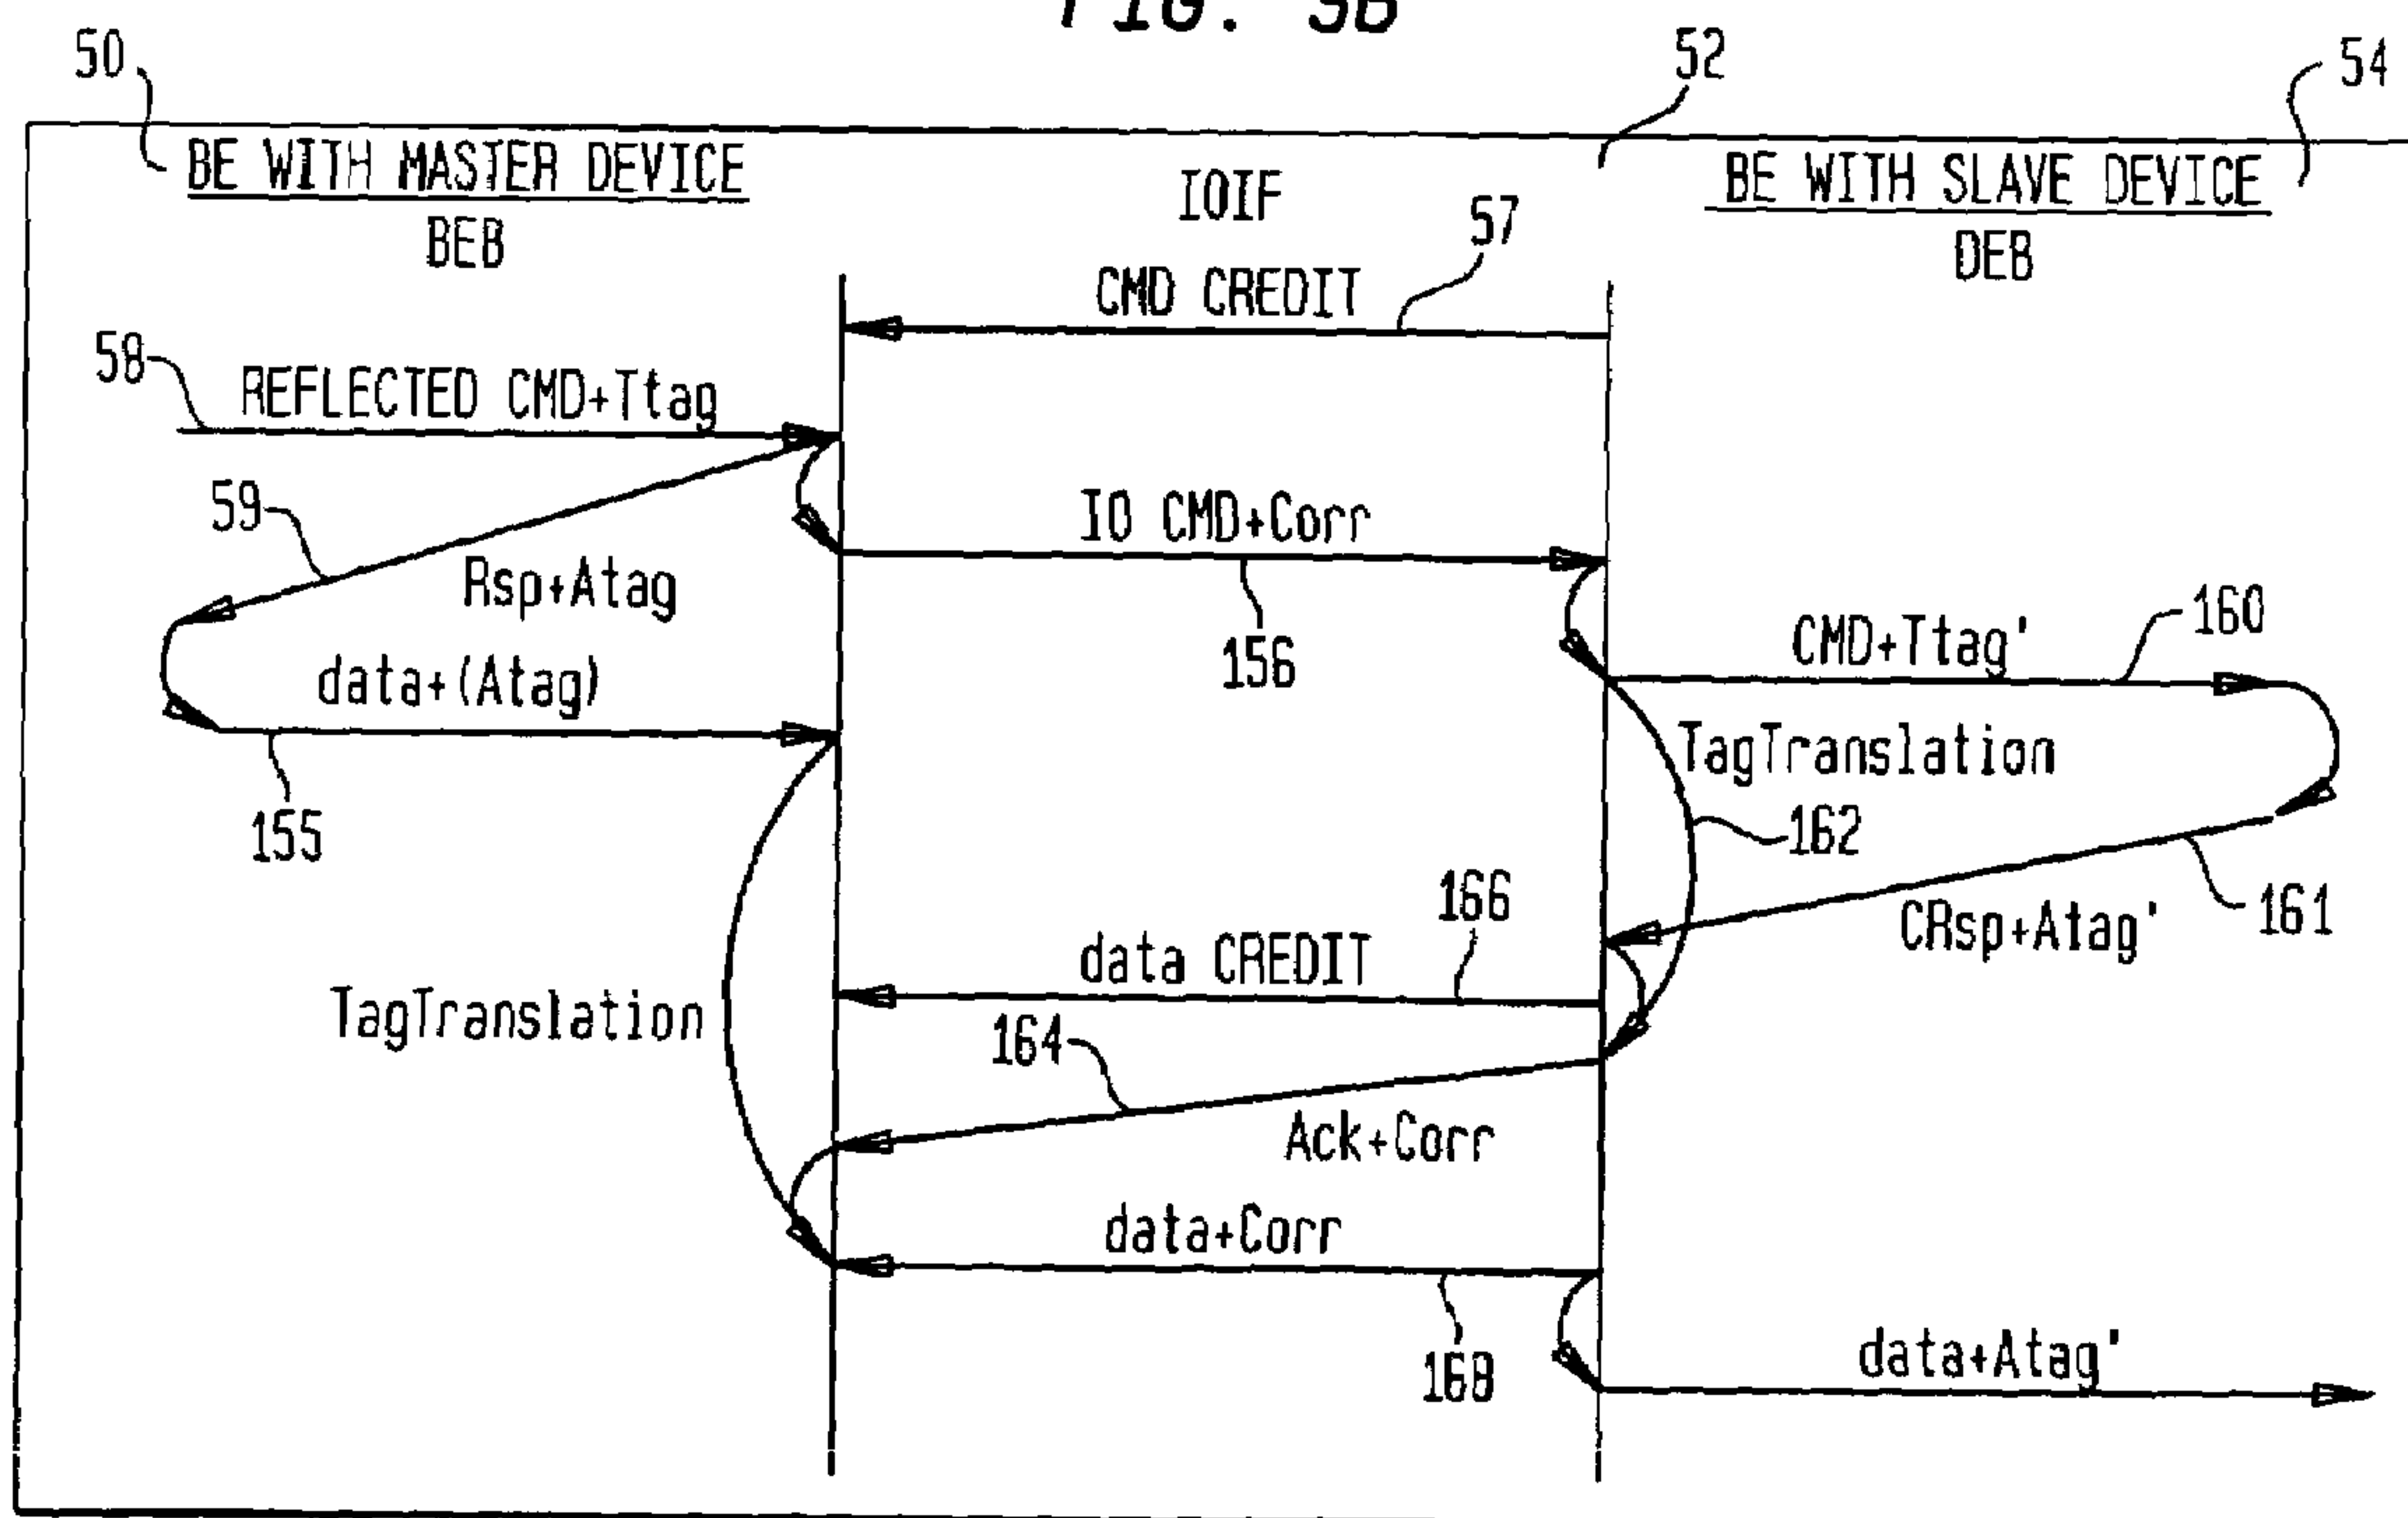 FIG. 5B
50
52
54
BE WITH MASTER DEVICE
BEB
IOIF
BE WITH SLAVE DEVICE
DEB
57
CMD CREDIT
58
REFLECTED CMD+Ttag
59
Rsp+Atag
IO CMD+Corr
156
CMD+Ttag'
160
data+(Atag)
155
TagTranslation
162
161
CRsp+Atag'
166
data CREDIT
TagTranslation
164
Ack+Corr
data+Corr
168
data+Atag'